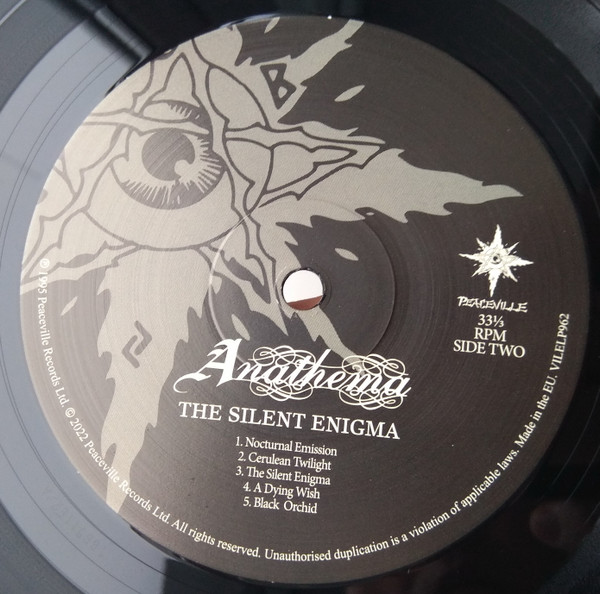 B
PEACEVILLE
33⅓
RPM
SIDE TWO
Anathema
THE SILENT ENIGMA
1. Nocturnal Emission
2. Cerulean Twilight
3. The Silent Enigma
4. A Dying Wish
5. Black Orchid
℗ 1995 Peaceville Records Ltd. © 2022 Peaceville Records Ltd. All rights reserved. Unauthorised duplication is a violation of applicable laws. Made in the EU. VILELP962